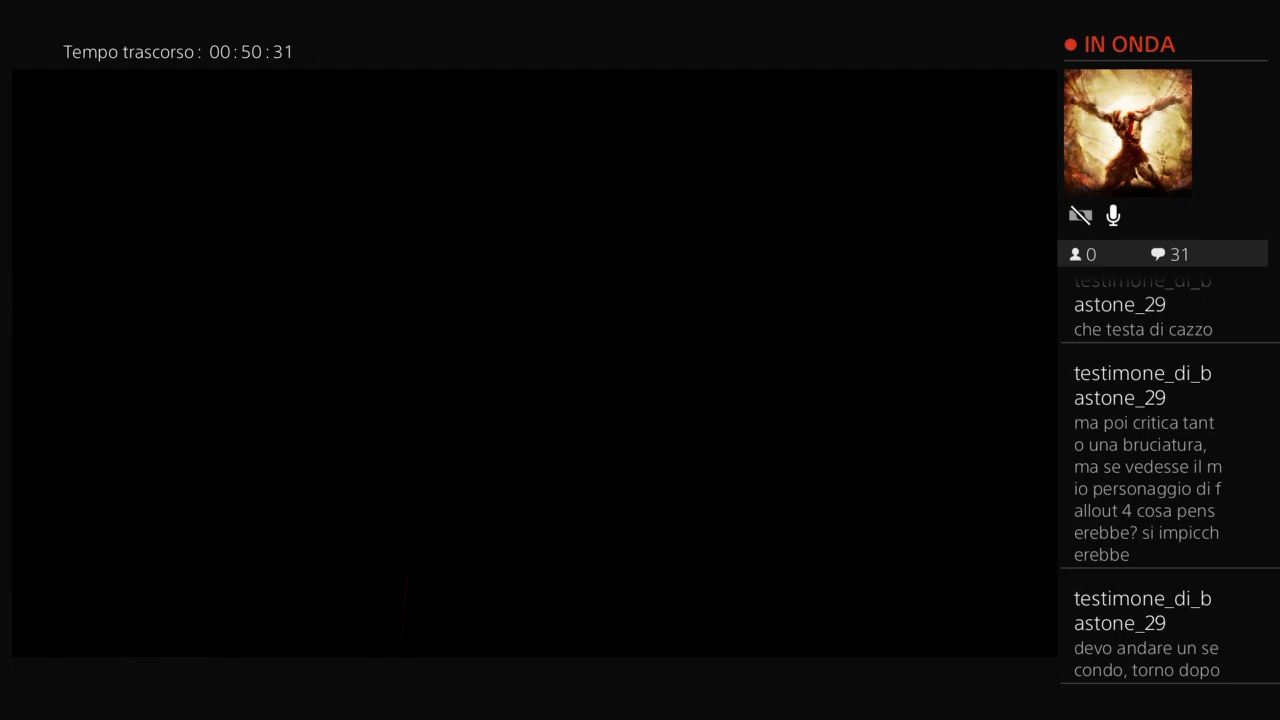 Tempo trascorso: 00:50:31
IN ONDA
0 31
testimone_di_b
astone_29
che testa di cazzo
testimone_di_b
astone_29
ma poi critica tant
o una bruciatura,
ma se vedesse il m
io personaggio di f
allout 4 cosa pens
erebbe? si impicch
erebbe
testimone_di_b
astone_29
devo andare un se
condo, torno dopo